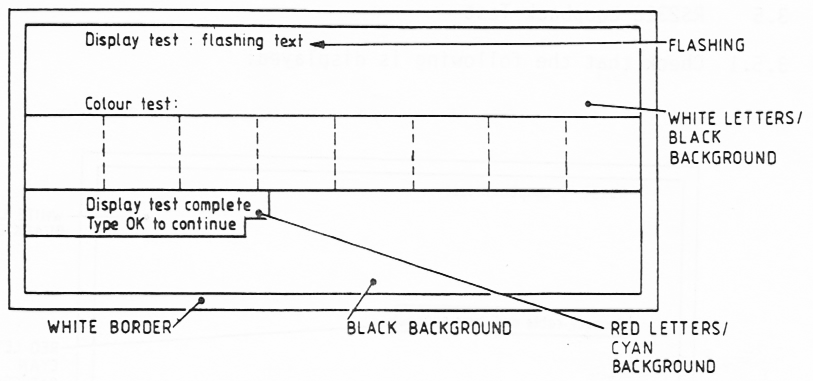 Display test : flashing text
FLASHING
Colour test:
WHITE LETTERS/
BLACK
BACKGROUND
Display test complete
Type OK to continue
WHITE BORDER
BLACK BACKGROUND
RED LETTERS/
CYAN
BACKGROUND